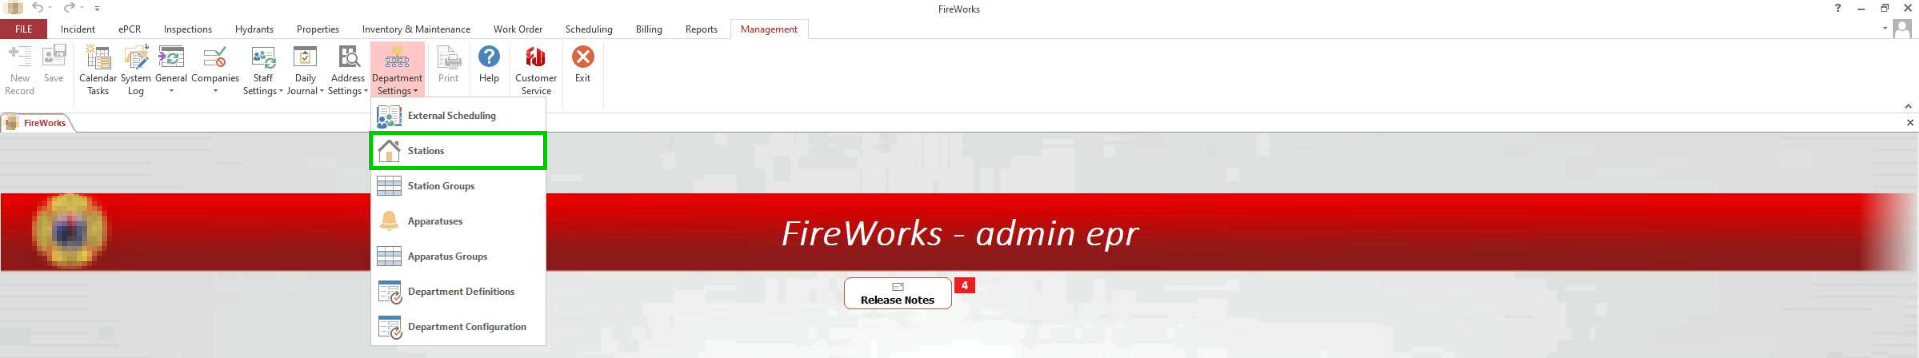 FireWorks
?
FILE Incident ePCR Inspections Hydrants Properties Inventory & Maintenance Work Order Scheduling Billing Reports Management
New Record
Save
Calendar Tasks
System Log
General
Companies
Staff Settings
Daily Journal
Address Settings
Department Settings
Print
Help
Customer Service
Exit
FireWorks
External Scheduling
Stations
Station Groups
Apparatuses
Apparatus Groups
Department Definitions
Department Configuration
FireWorks - admin epr
Release Notes
4